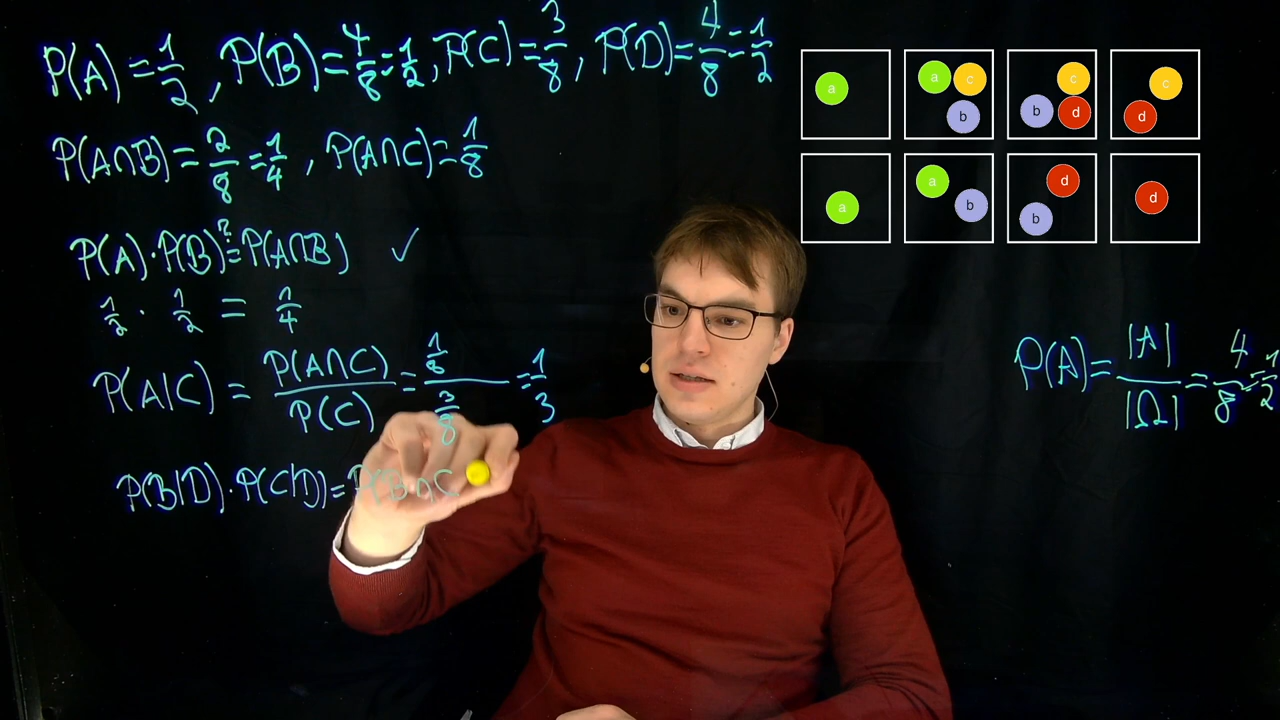 P(A) = 1/2 , P(B) = 4/8 = 1/2 , P(C) = 3/8 , P(D) = 4/8 = 1/2
P(A∩B) = 2/8 = 1/4 , P(A∩C) = 1/8
P(A)·P(B) ?= P(A∩B) ✓
1/2 · 1/2 = 1/4
P(A|C) = P(A∩C)/P(C) = (1/8)/(3/8) = 1/3
P(B|D)·P(C|D) = P(B∩C
a a c b c b d c d
a a b d b d
P(A) = |A|/|Ω| = 4/8 = 1/2